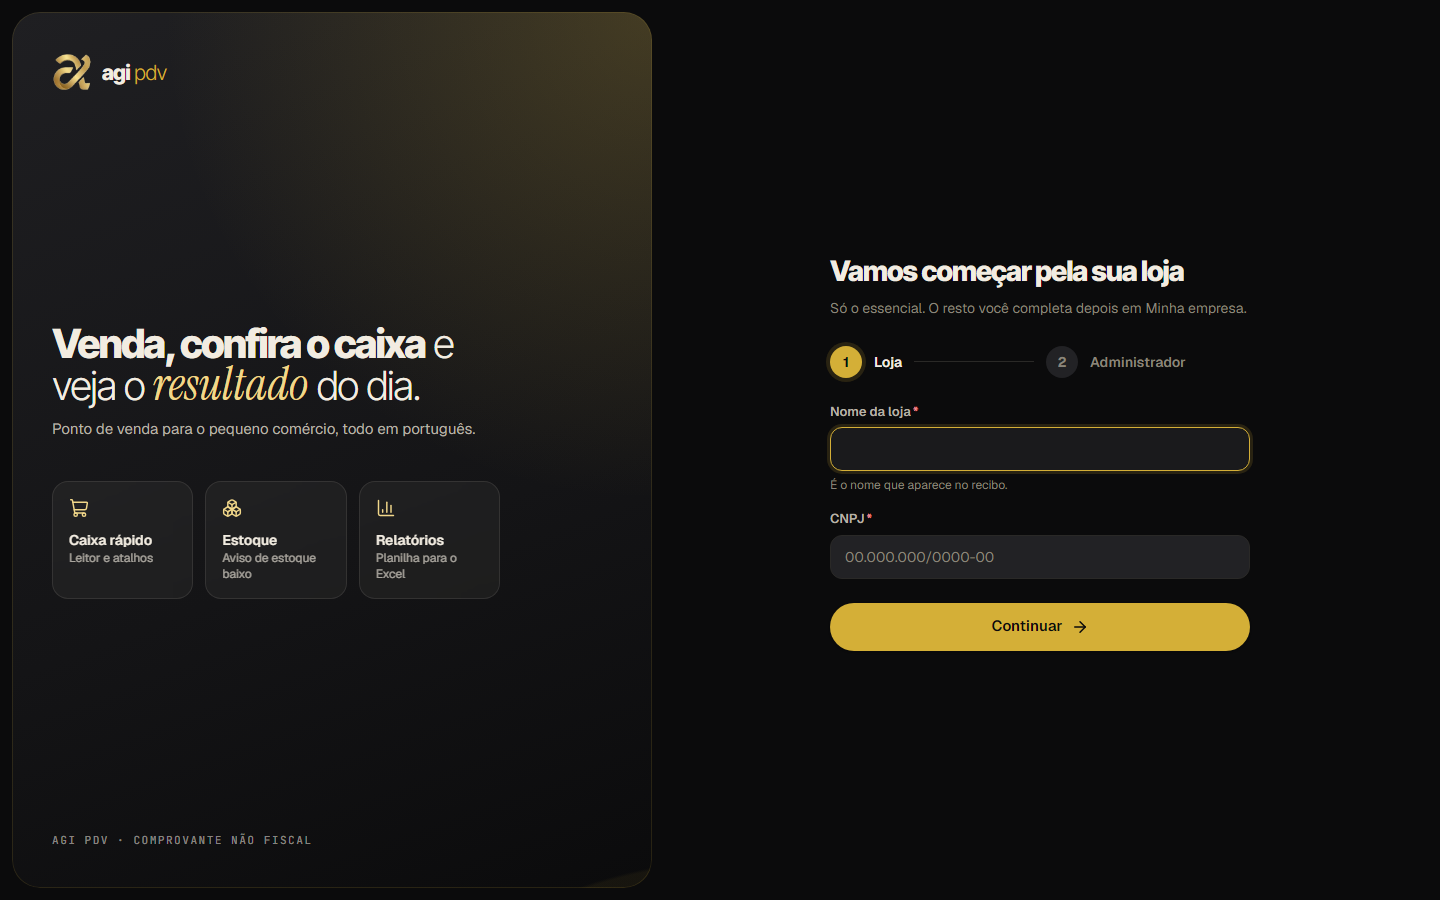 agi pdv
Venda, confira o caixa e
veja o resultado do dia.
Ponto de venda para o pequeno comércio, todo em português.
Caixa rápido
Leitor e atalhos
Estoque
Aviso de estoque
baixo
Relatórios
Planilha para o
Excel
AGI PDV · COMPROVANTE NÃO FISCAL
Vamos começar pela sua loja
Só o essencial. O resto você completa depois em Minha empresa.
1 Loja 2 Administrador
Nome da loja *
É o nome que aparece no recibo.
CNPJ *
00.000.000/0000-00
Continuar →